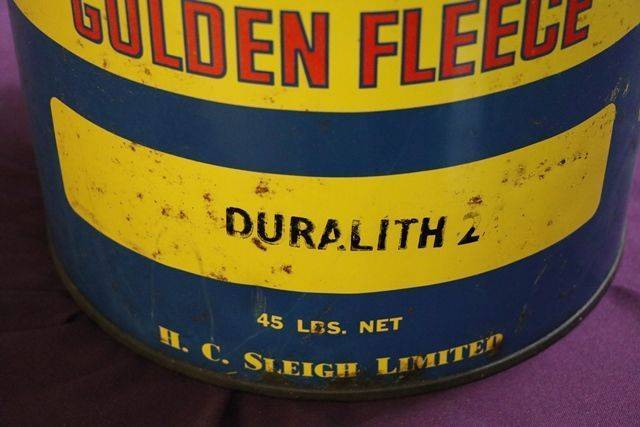 GOLDEN FLEECE
DURALITH 2
45 LBS. NET
H. C. SLEIGH LIMITED